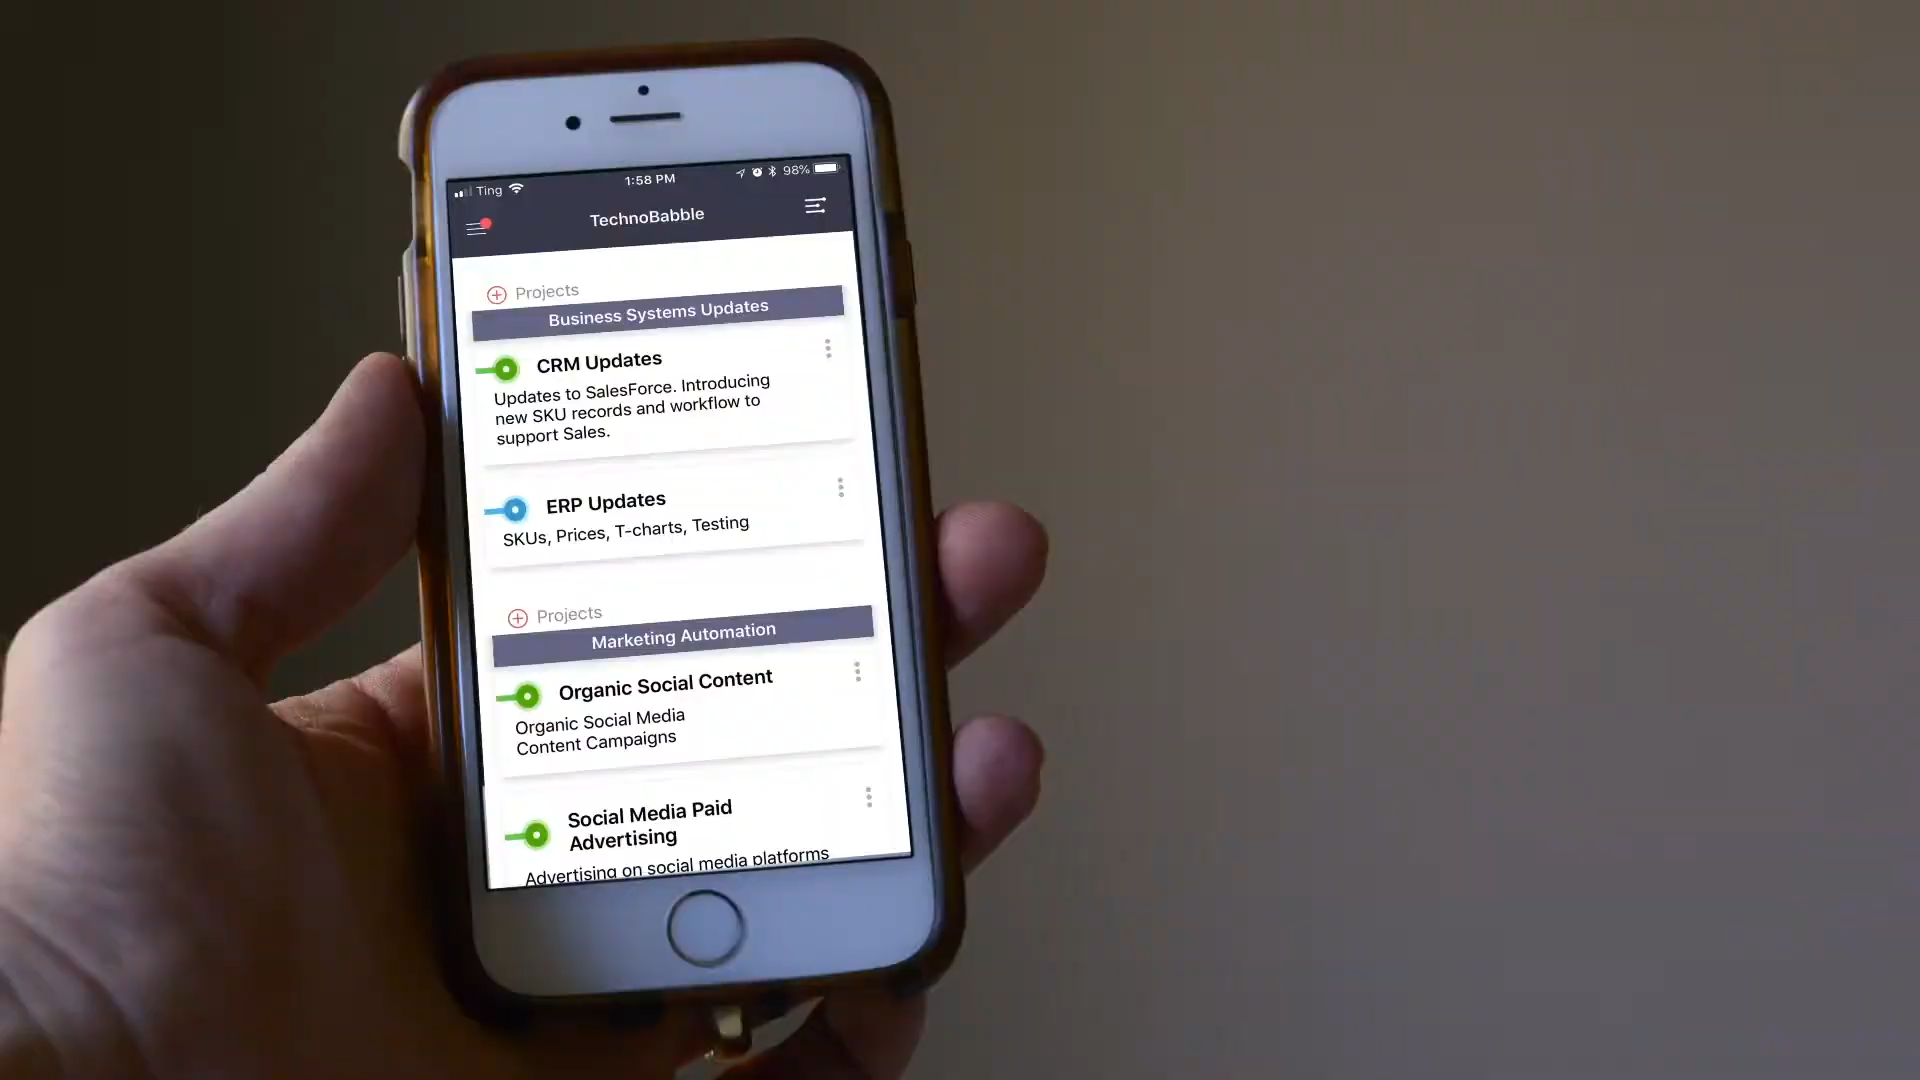 Ting
1:58 PM
98%
TechnoBabble
Projects
Business Systems Updates
CRM Updates
Updates to SalesForce. Introducing
new SKU records and workflow to
support Sales.
ERP Updates
SKUs, Prices, T-charts, Testing
Projects
Marketing Automation
Organic Social Content
Organic Social Media
Content Campaigns
Social Media Paid
Advertising
Advertising on social media platforms